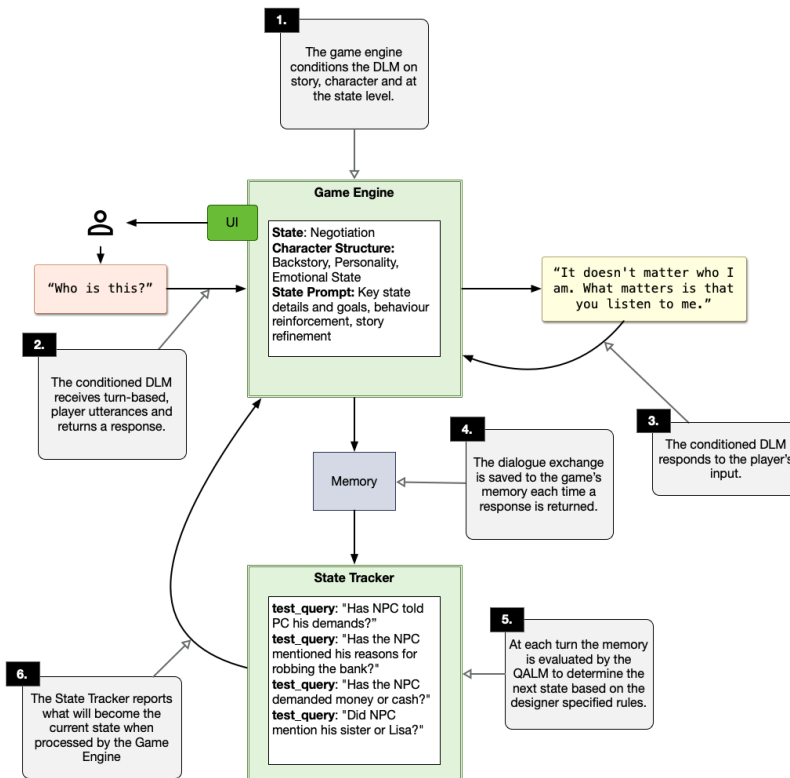 1.
The game engine
conditions the DLM on
story, character and at
the state level.
Game Engine
UI
State: Negotiation
Character Structure:
Backstory, Personality,
Emotional State
State Prompt: Key state
details and goals, behaviour
reinforcement, story
refinement
“Who is this?”
“It doesn't matter who I
am. What matters is that
you listen to me.”
2.
The conditioned DLM
receives turn-based,
player utterances and
returns a response.
3.
The conditioned DLM
responds to the player's
input.
4.
The dialogue exchange
is saved to the game's
memory each time a
response is returned.
Memory
State Tracker
test_query: "Has NPC told
PC his demands?”
test_query: "Has the NPC
mentioned his reasons for
robbing the bank?"
test_query: "Has the NPC
demanded money or cash?"
test_query: "Did NPC
mention his sister or Lisa?"
5.
At each turn the memory
is evaluated by the
QALM to determine the
next state based on the
designer specified rules.
6.
The State Tracker reports
what will become the
current state when
processed by the Game
Engine